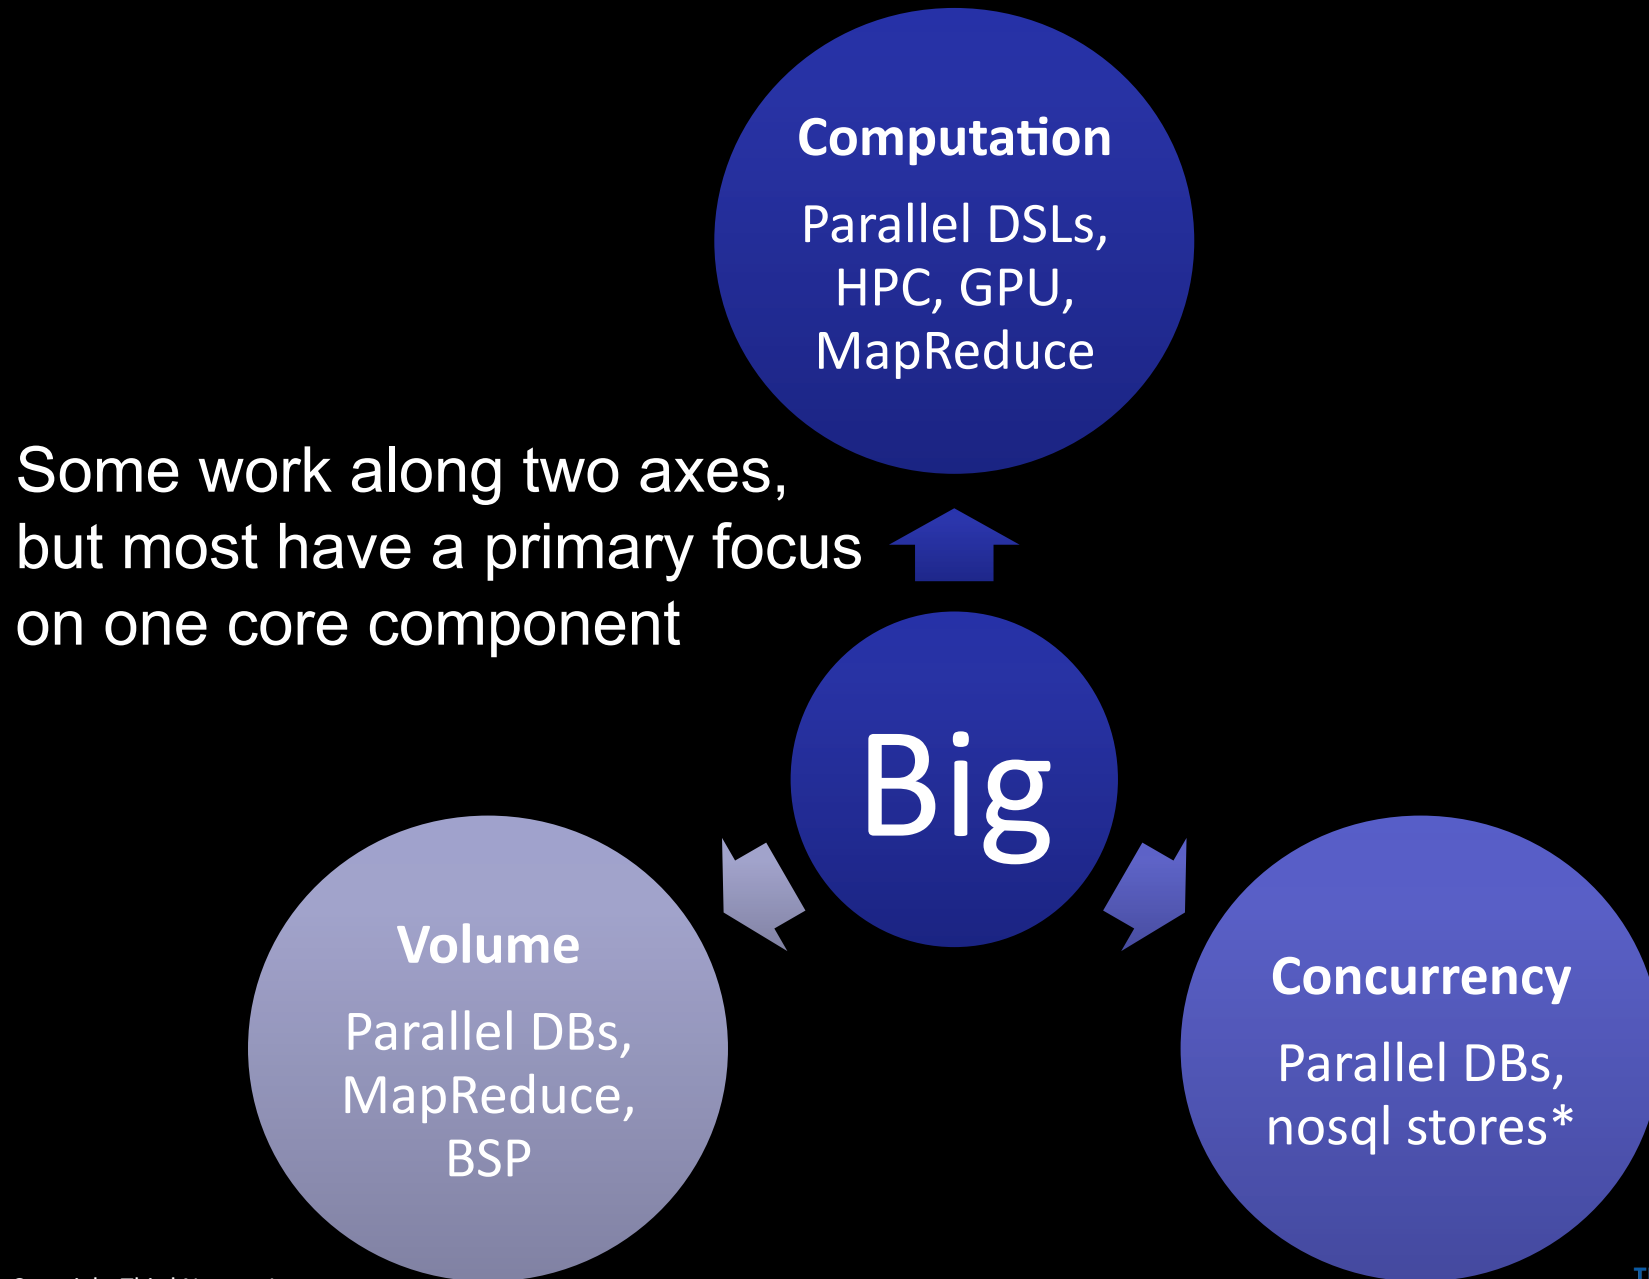 Computation
Parallel DSLs,
HPC, GPU,
MapReduce
Some work along two axes,
but most have a primary focus
on one core component
Big
Volume
Parallel DBs,
MapReduce,
BSP
Concurrency
Parallel DBs,
nosql stores*